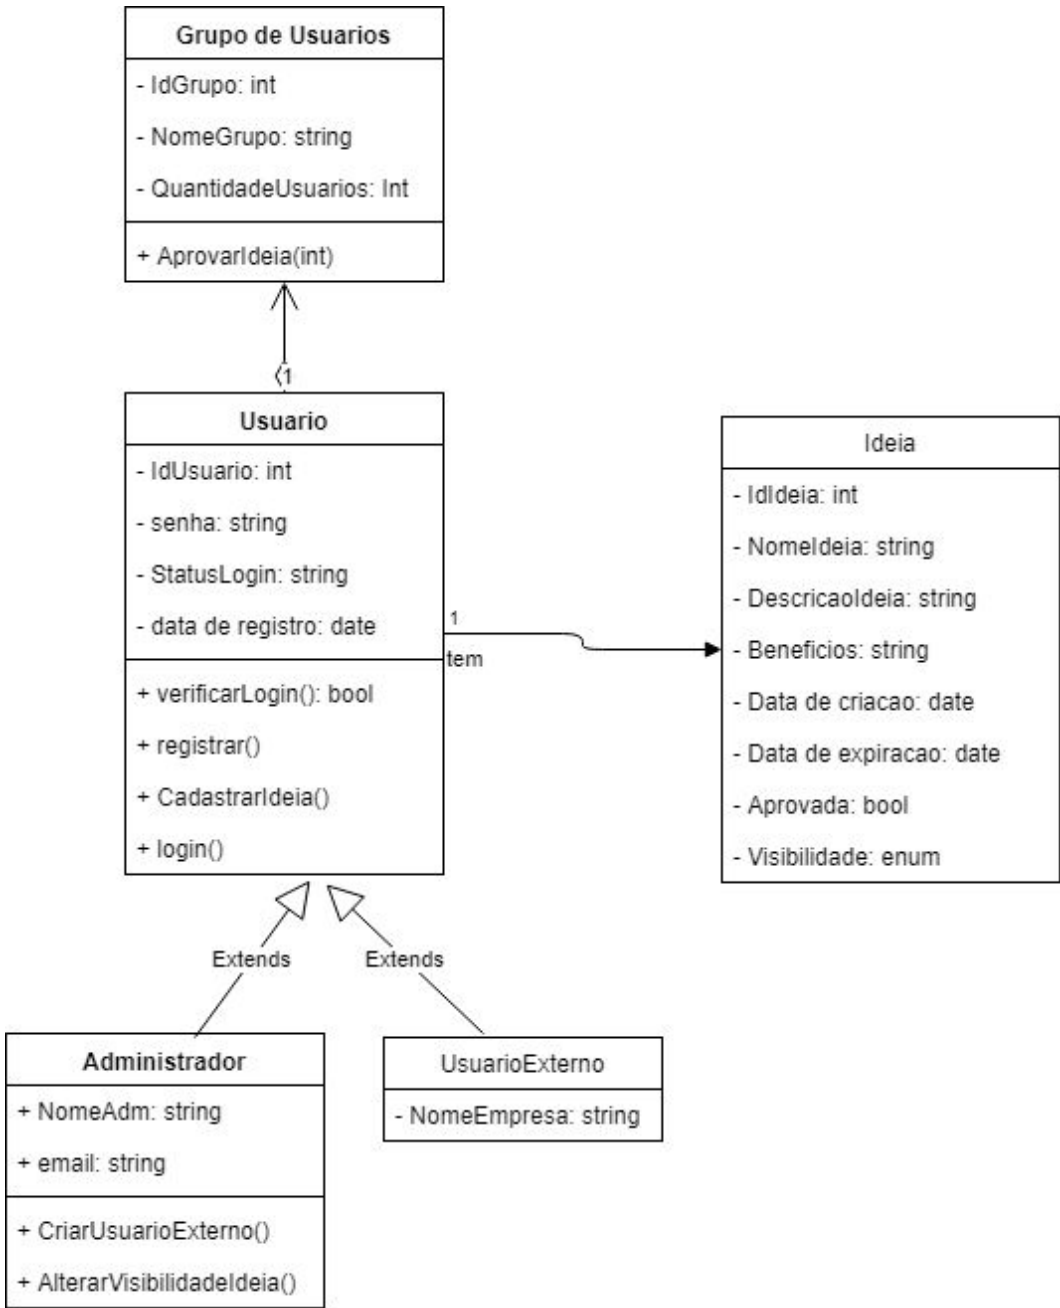 Grupo de Usuarios
- IdGrupo: int
- NomeGrupo: string
- QuantidadeUsuarios: Int
+ AprovarIdeia(int)
1
Usuario
- IdUsuario: int
- senha: string
- StatusLogin: string
- data de registro: date
+ verificarLogin(): bool
+ registrar()
+ CadastrarIdeia()
+ login()
1
tem
Ideia
- IdIdeia: int
- NomeIdeia: string
- DescricaoIdeia: string
- Beneficios: string
- Data de criacao: date
- Data de expiracao: date
- Aprovada: bool
- Visibilidade: enum
Extends
Extends
Administrador
+ NomeAdm: string
+ email: string
+ CriarUsuarioExterno()
+ AlterarVisibilidadeIdeia()
UsuarioExterno
- NomeEmpresa: string